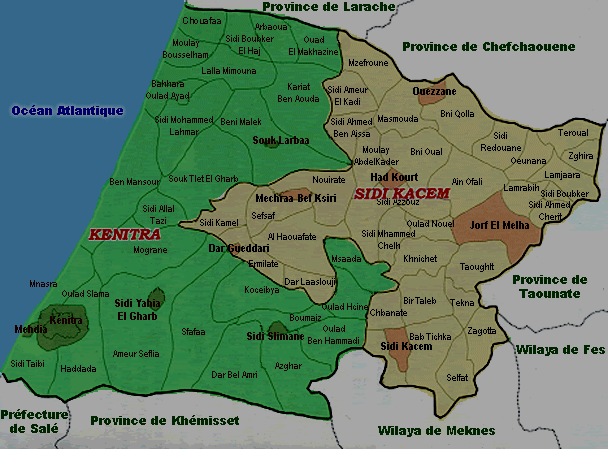 Province de Larache
Chouafaa
Arbaoua
Sidi Boubker
El Haj
Ouad
El Makhazine
Moulay
Bousselham
Province de Chefchaouene
Lalla Mimouna
Mzefroune
Bahhara
Oulad Ayad
Kariat
Ben Aouda
Sidi Ameur
El Kadi
Ouezzane
Océan Atlantique
Sidi Mohammed
Lahmar
Beni Malek
Sidi Ahmed
Ben Aissa
Masmouda
Bni Qolla
Souk Larbaa
Sidi
Redouane
Teroual
Moulay
AbdelKader
Bni Oual
Oeunana
Zghira
Ben Mansour
Souk Tlet El Gharb
Nouirate
Had Kourt
Ain Ofali
Lamjaara
Lamrabih
Mechraa-Bel Ksiri
SIDI KACEM
Sidi Azzouz
Sidi Boubker
Sidi Ahmed
Cherif
Sidi Allal
Tazi
Sefsaf
Sidi Kamel
Oulad Nouel
Jorf El Melha
KENITRA
Al Haouafate
Sidi Mhammed
Chelh
Mograne
Dar Gueddari
Msaada
Khnichet
Ermilate
Taoughlt
Dar Laaslouji
Province de
Taounate
Mnasra
Oulad Slama
Koceibya
Sidi Yahia
El Gharb
Oulad Hcine
Bir Taleb
Tekna
Chbanate
Mehdia
Kénitra
Boumaiz
Oulad
Ben Hammadi
Sfafaa
Sidi Slimane
Bab Tichka
Zagotta
Sidi Kacem
Wilaya de Fes
Sidi Taibi
Haddada
Ameur Seflia
Azghar
Dar Bel Amri
Selfat
Préfecture
de Salé
Province de Khémisset
Wilaya de Meknes